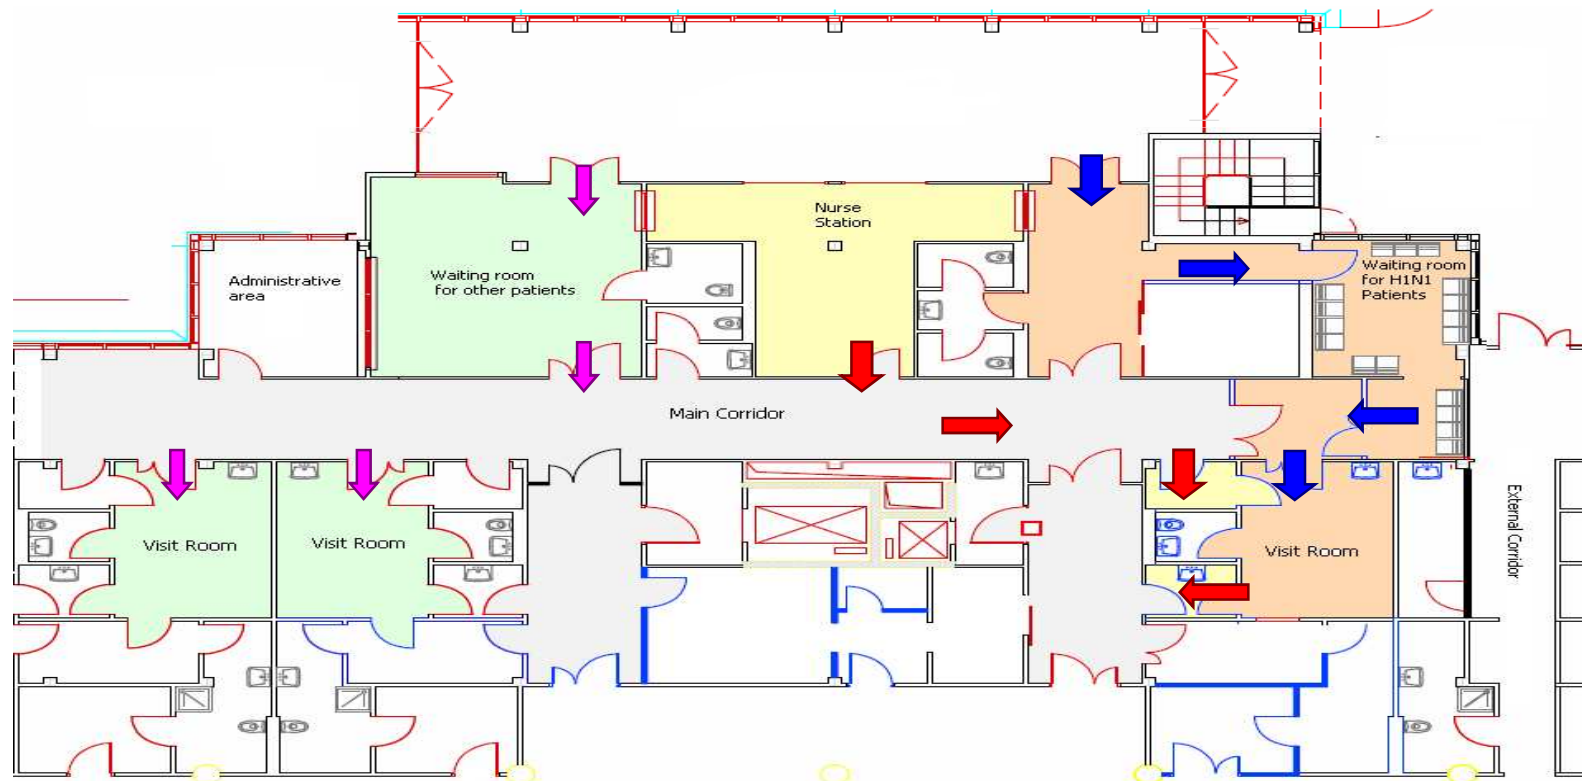 Nurse
Station
Administrative
area
Waiting room
for other patients
Waiting room
for H1N1
Patients
Main Corridor
Visit Room
Visit Room
Visit Room
External Corridor